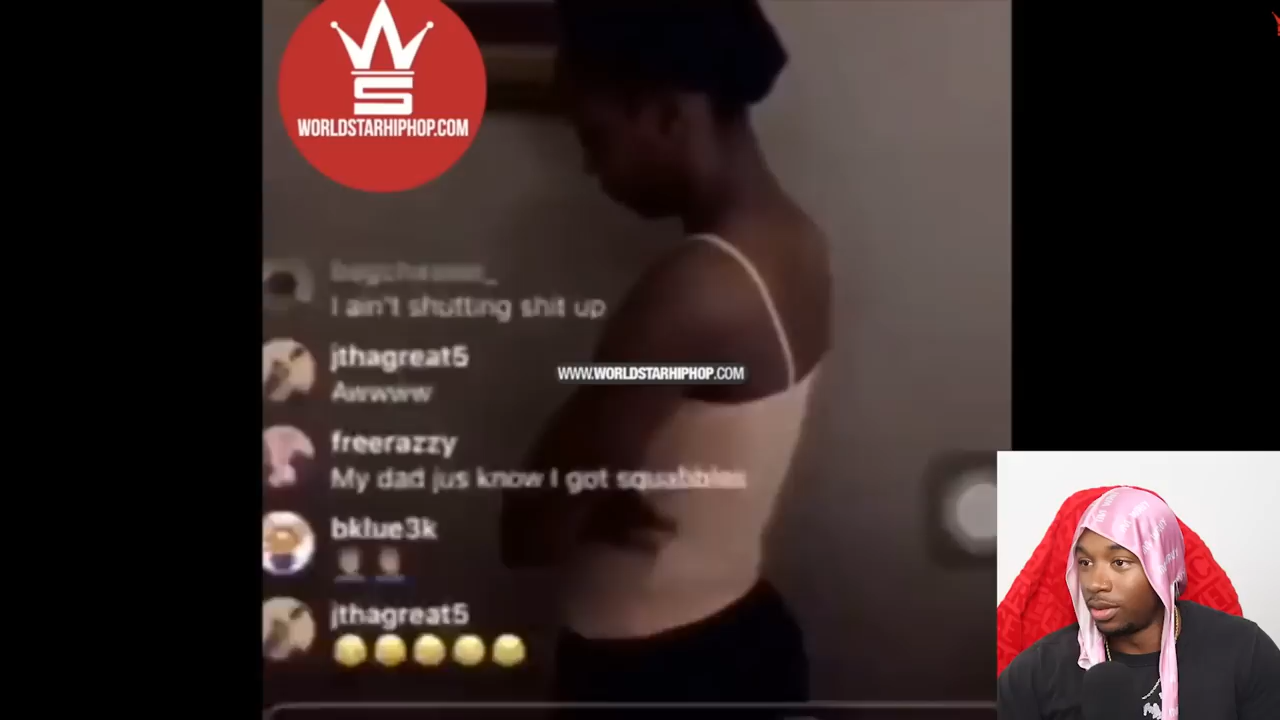 WORLDSTARHIPHOP.COM
I ain't shutting shit up
jthagreat5
Awwww
WWW.WORLDSTARHIPHOP.COM
freerazzy
My dad jus know I got squabbles
bklue3k
jthagreat5